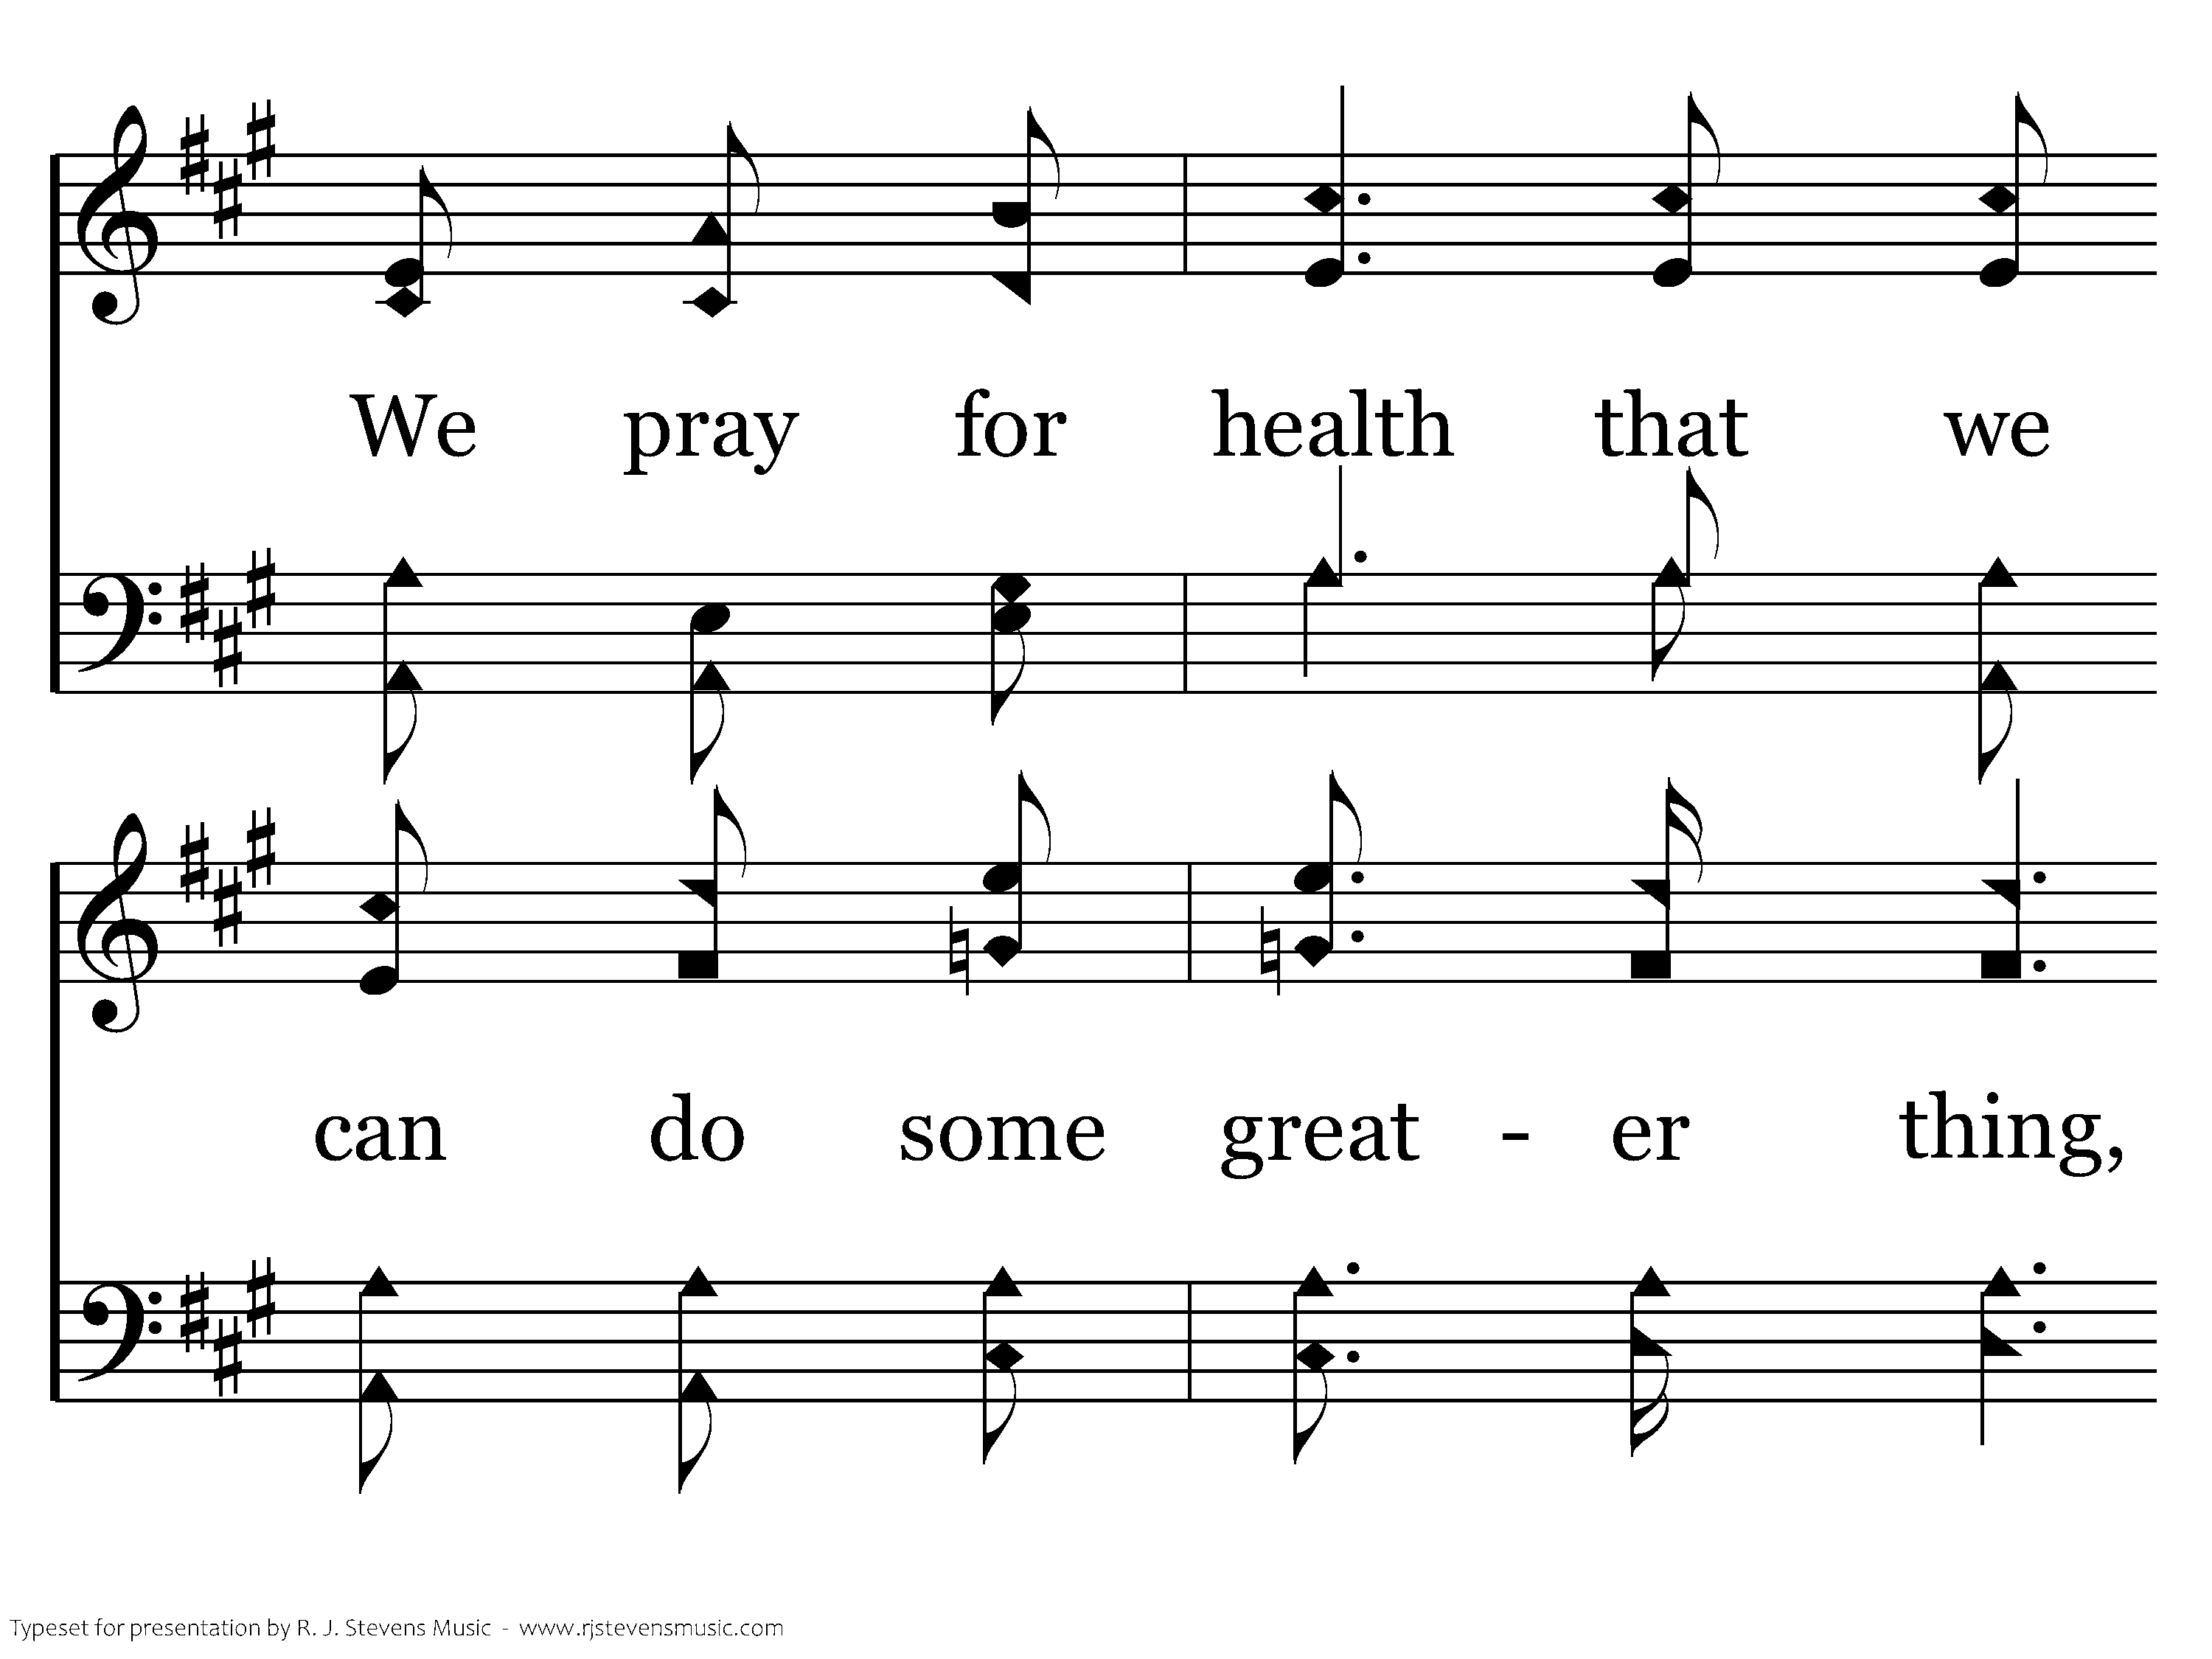 We pray for health that we
can do some great - er thing,
Typeset for presentation by R. J. Stevens Music - www.rjstevensmusic.com